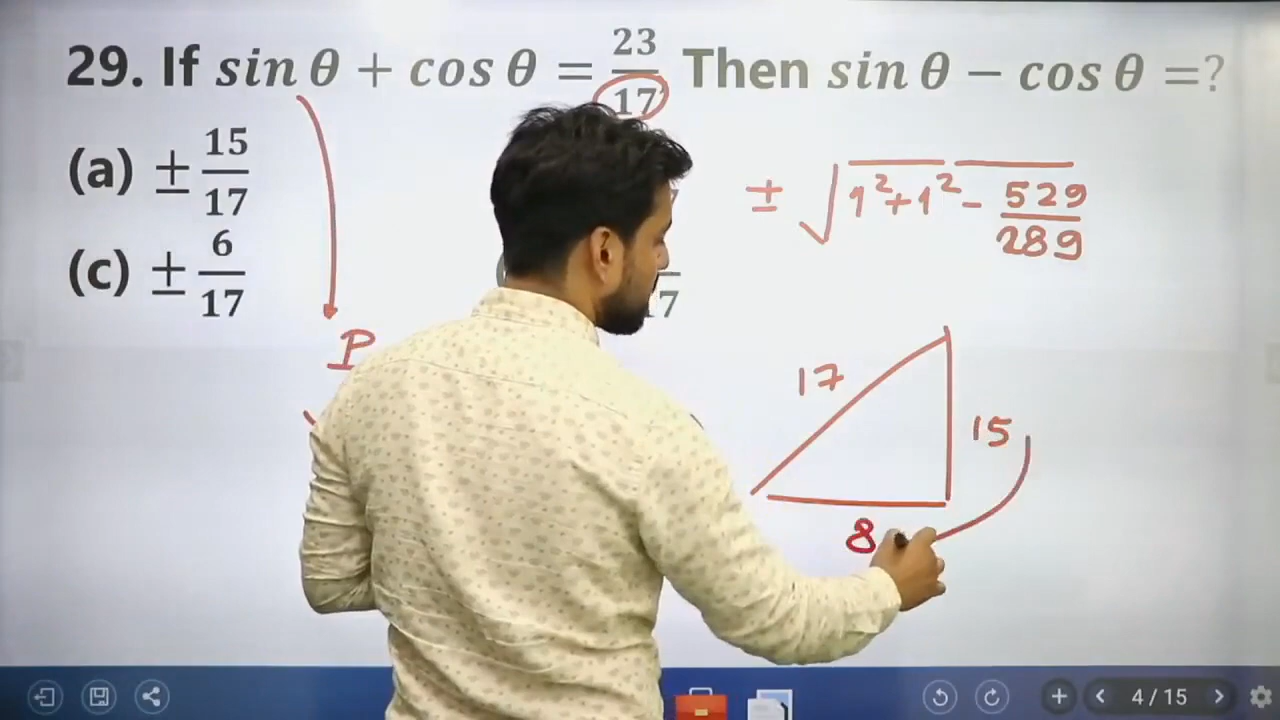 29. If sin θ + cos θ = 23/17 Then sin θ − cos θ =?
(a) ± 15/17
(c) ± 6/17
± √(1² + 1² − 529/289)
P
17
15
8
4 / 15